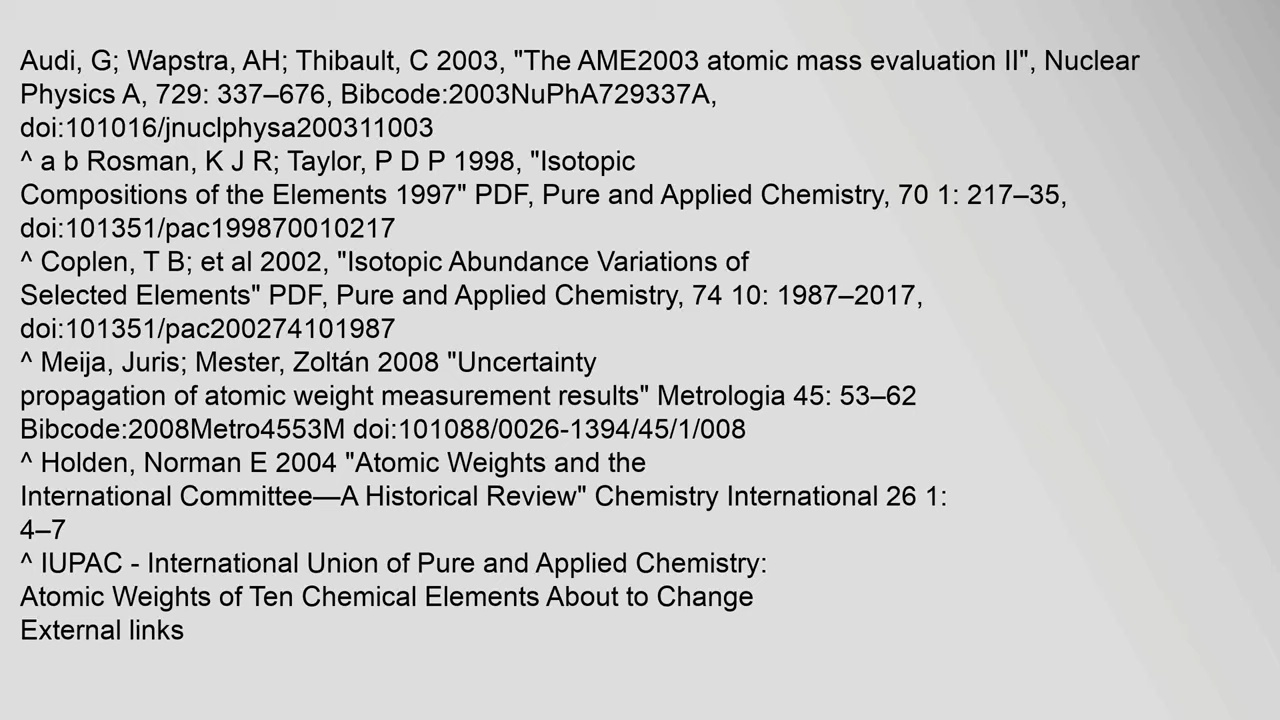 Audi, G; Wapstra, AH; Thibault, C 2003, "The AME2003 atomic mass evaluation II", Nuclear
Physics A, 729: 337–676, Bibcode:2003NuPhA729337A,
doi:101016/jnuclphysa200311003
^ a b Rosman, K J R; Taylor, P D P 1998, "Isotopic
Compositions of the Elements 1997" PDF, Pure and Applied Chemistry, 70 1: 217–35,
doi:101351/pac199870010217
^ Coplen, T B; et al 2002, "Isotopic Abundance Variations of
Selected Elements" PDF, Pure and Applied Chemistry, 74 10: 1987–2017,
doi:101351/pac200274101987
^ Meija, Juris; Mester, Zoltán 2008 "Uncertainty
propagation of atomic weight measurement results" Metrologia 45: 53–62
Bibcode:2008Metro4553M doi:101088/0026-1394/45/1/008
^ Holden, Norman E 2004 "Atomic Weights and the
International Committee—A Historical Review" Chemistry International 26 1:
4–7
^ IUPAC - International Union of Pure and Applied Chemistry:
Atomic Weights of Ten Chemical Elements About to Change
External links